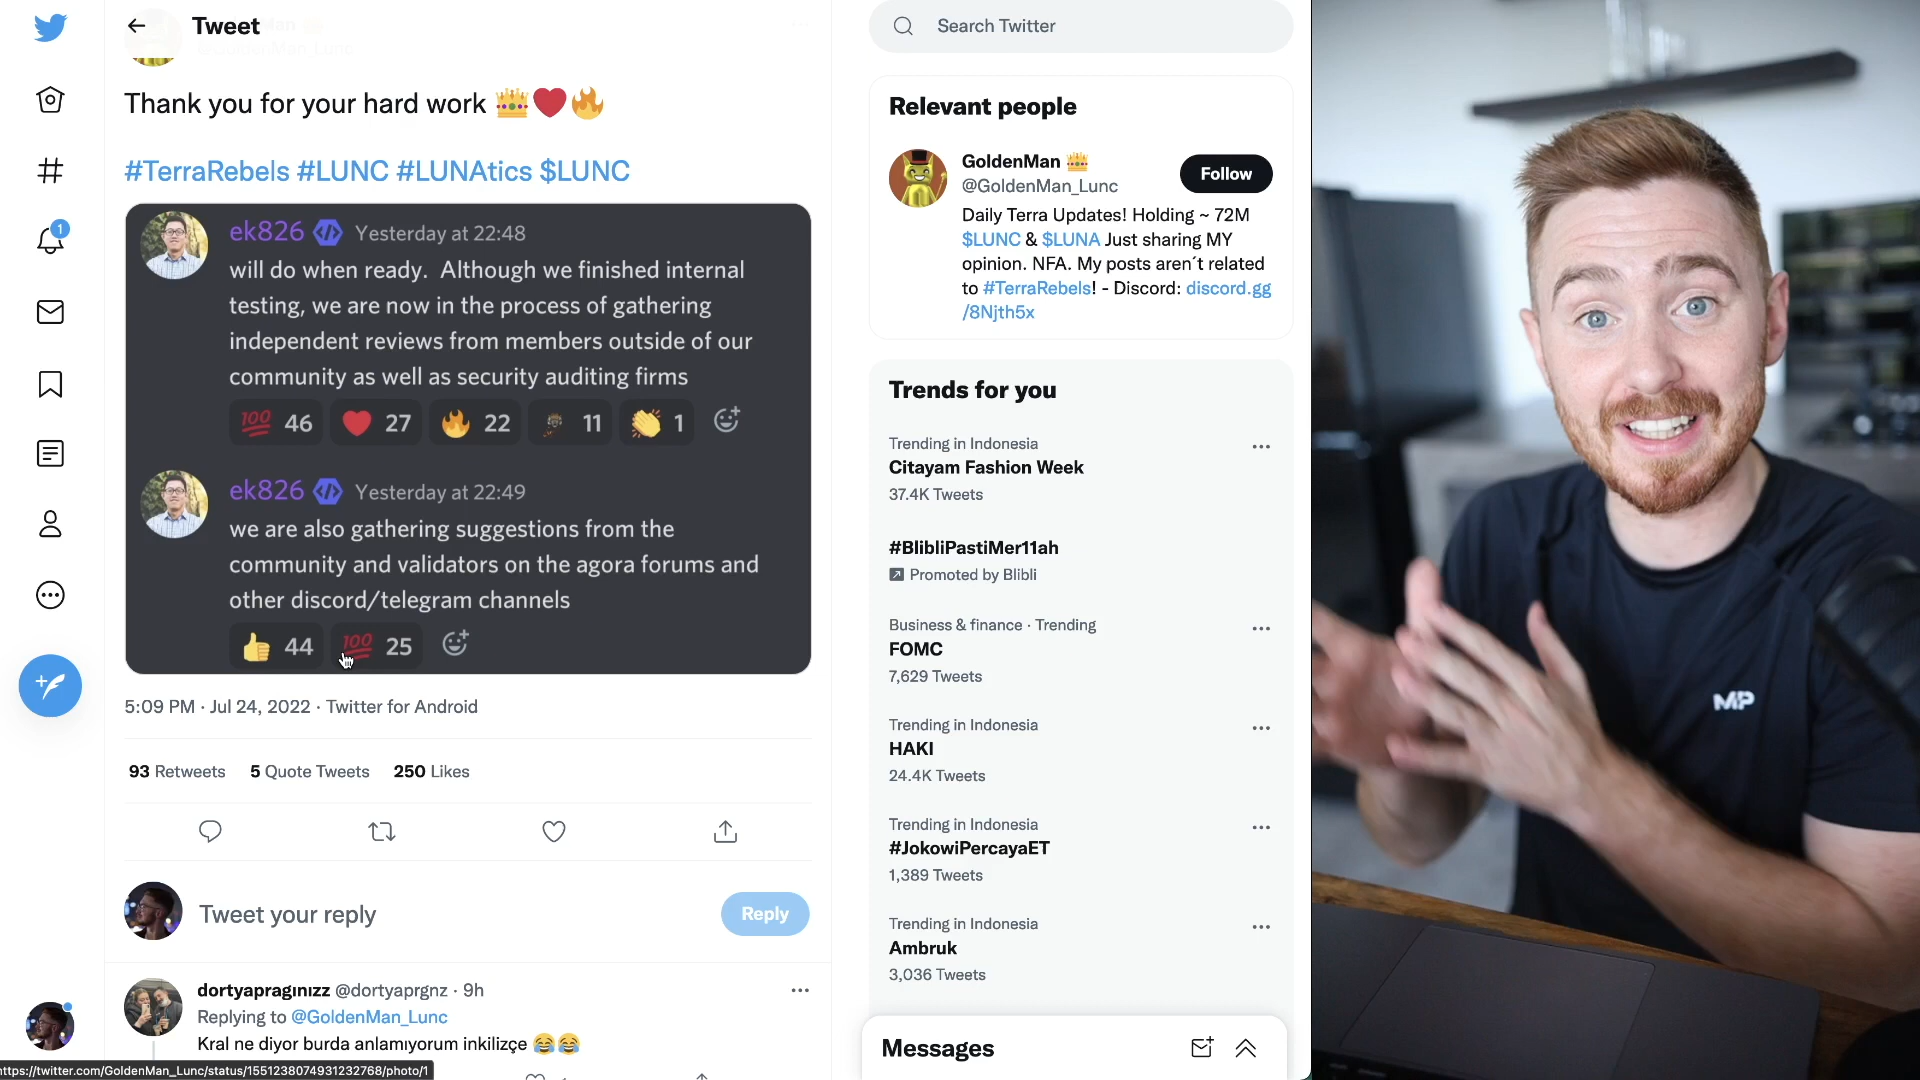 Tweet
Thank you for your hard work 👑❤️🔥
#TerraRebels #LUNC #LUNAtics $LUNC
ek826 Yesterday at 22:48
will do when ready. Although we finished internal
testing, we are now in the process of gathering
independent reviews from members outside of our
community as well as security auditing firms
💯 46 ❤️ 27 🔥 22 11 👏 1
ek826 Yesterday at 22:49
we are also gathering suggestions from the
community and validators on the agora forums and
other discord/telegram channels
👍 44 💯 25
5:09 PM · Jul 24, 2022 · Twitter for Android
93 Retweets 5 Quote Tweets 250 Likes
Tweet your reply
Reply
dortyapragınızz @dortyaprgnz · 9h
Replying to @GoldenMan_Lunc
Kral ne diyor burda anlamıyorum inkilizçe 😂😂
https://twitter.com/GoldenMan_Lunc/status/1551238074931232768/photo/1
1
Search Twitter
Relevant people
GoldenMan 👑
@GoldenMan_Lunc
Follow
Daily Terra Updates! Holding ~ 72M
$LUNC & $LUNA Just sharing MY
opinion. NFA. My posts aren´t related
to #TerraRebels! - Discord: discord.gg
/8Njth5x
Trends for you
Trending in Indonesia
Citayam Fashion Week
37.4K Tweets
#BlibliPastiMer11ah
Promoted by Blibli
Business & finance · Trending
FOMC
7,629 Tweets
Trending in Indonesia
HAKI
24.4K Tweets
Trending in Indonesia
#JokowiPercayaET
1,389 Tweets
Trending in Indonesia
Ambruk
3,036 Tweets
Messages
MP